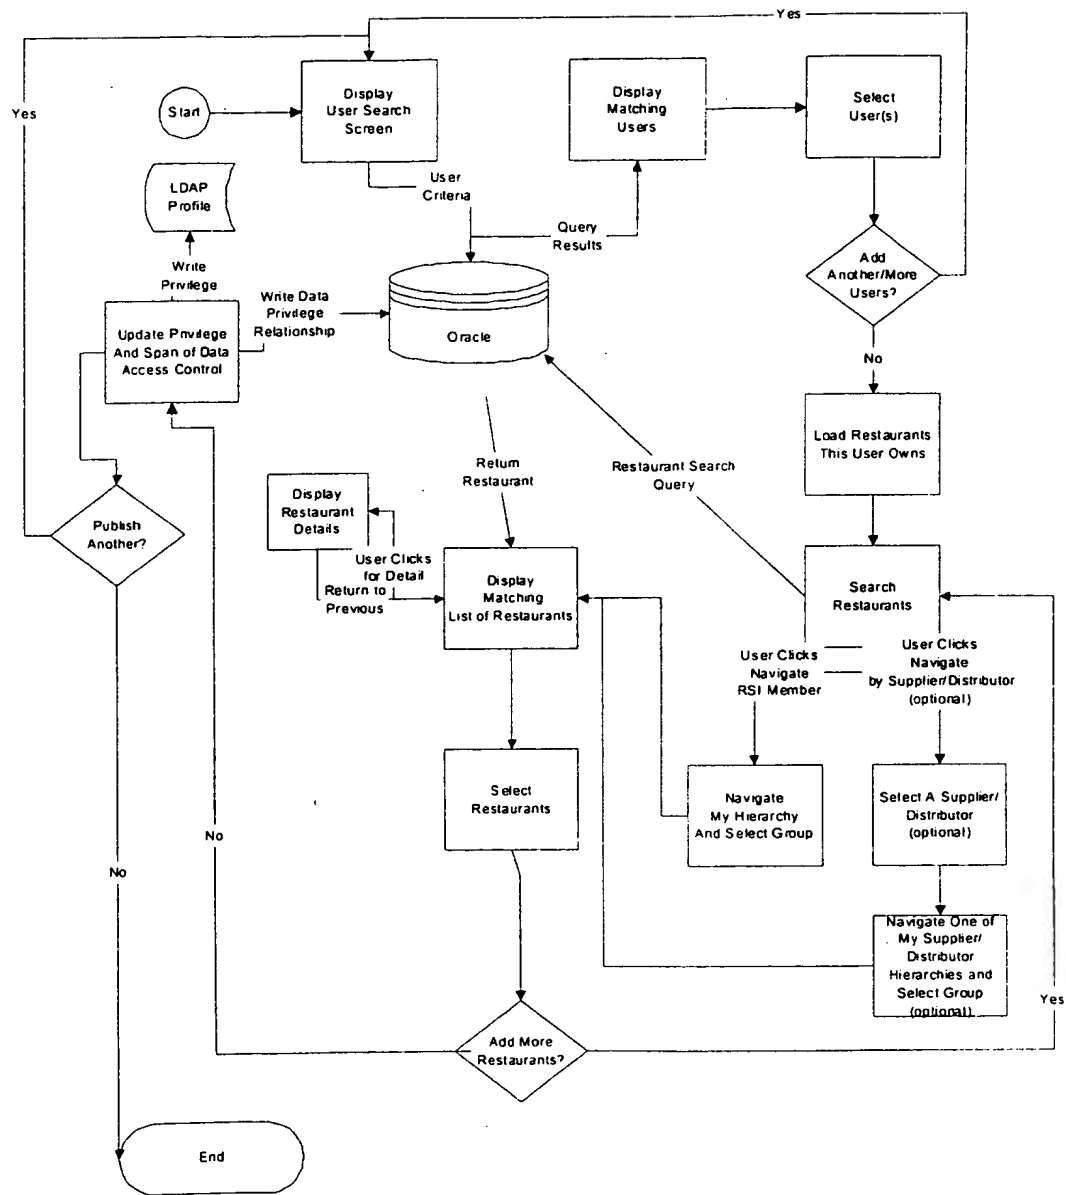 Yes
Yes
Start
Display
User Search
Screen
Display
Matching
Users
Select
User(s)
LDAP
Profile
User
Criteria
Query
Results
Add
Another/More
Users?
Write
Privilege
Write Data
Privilege
Relationship
Update Privilege
And Span of Data
Access Control
Oracle
No
Load Restaurants
This User Owns
Return
Restaurant
Restaurant Search
Query
Display
Restaurant
Details
Publish
Another?
User Clicks
for Detail
Return to
Previous
Display
Matching
List of Restaurants
Search
Restaurants
User Clicks
Navigate
RSI Member
User Clicks
Navigate
by Supplier/Distributor
(optional)
Select
Restaurants
Navigate
My Hierarchy
And Select Group
Select A Supplier/
Distributor
(optional)
No
No
Navigate One of
My Supplier/
Distributor
Hierarchies and
Select Group
(optional)
Yes
Add More
Restaurants?
End